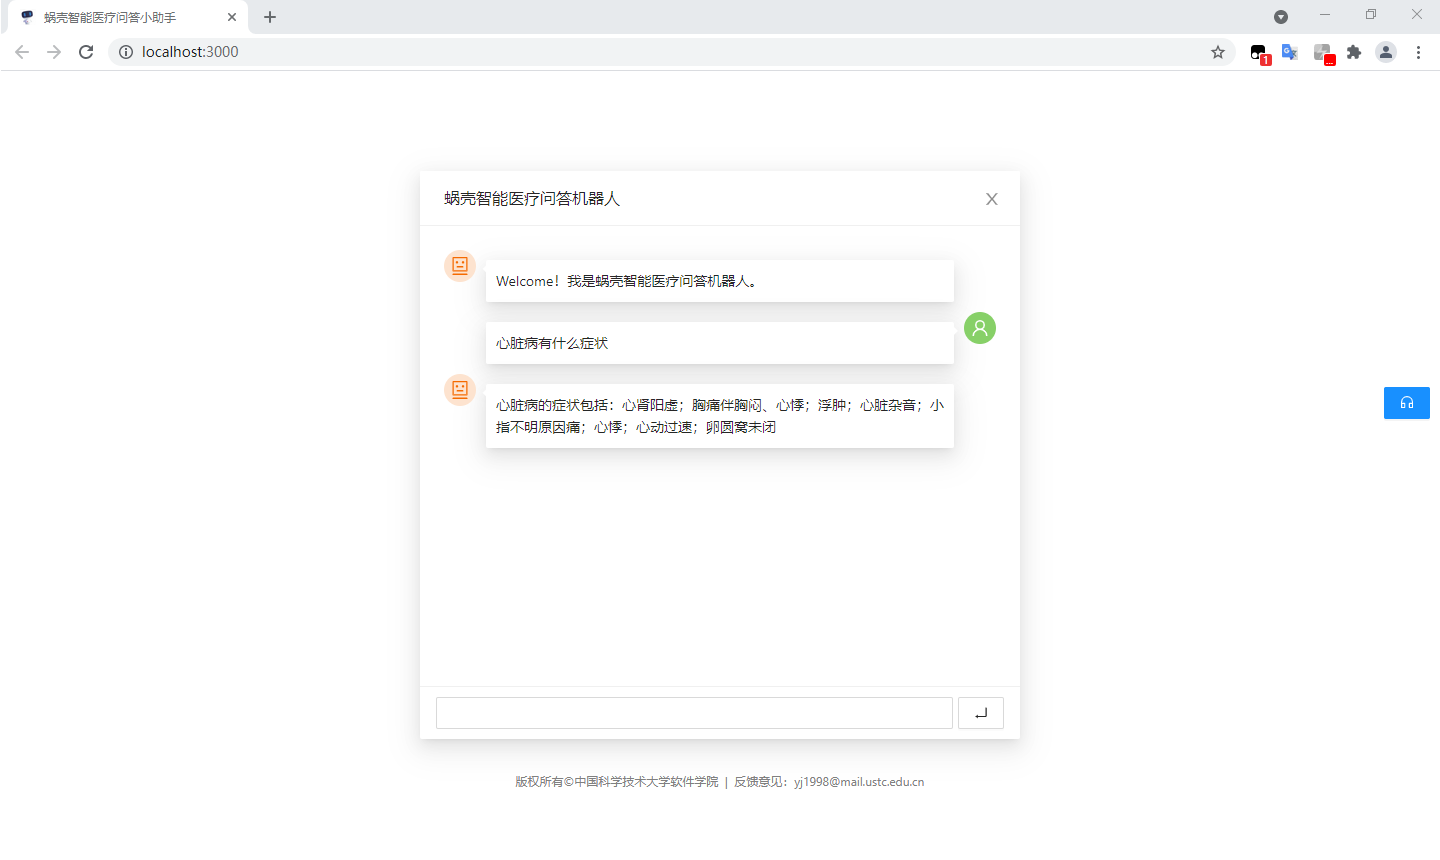 蜗壳智能医疗问答小助手
localhost:3000
1
...
蜗壳智能医疗问答机器人
Welcome！我是蜗壳智能医疗问答机器人。
心脏病有什么症状
心脏病的症状包括：心肾阳虚；胸痛伴胸闷、心悸；浮肿；心脏杂音；小
指不明原因痛；心悸；心动过速；卵圆窝未闭
版权所有©中国科学技术大学软件学院 | 反馈意见：yj1998@mail.ustc.edu.cn